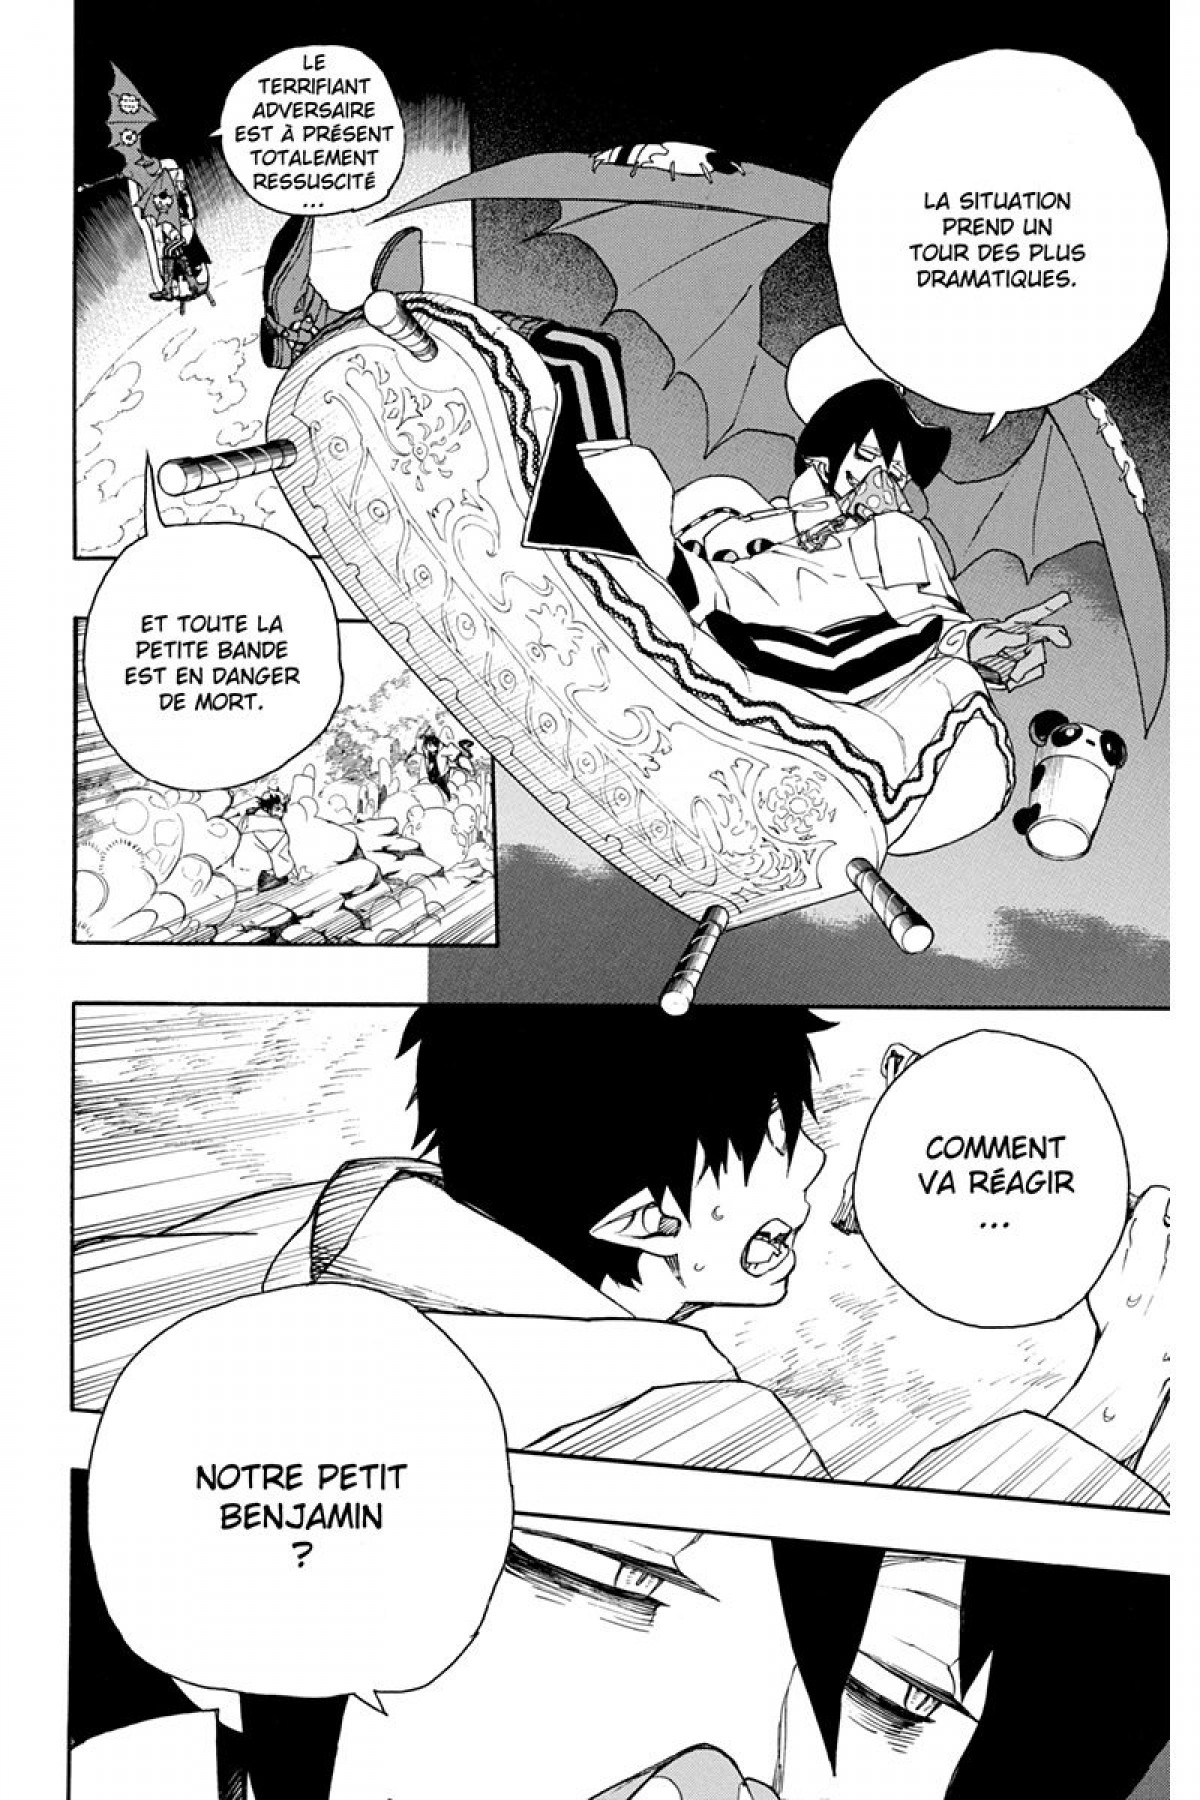 LA SITUATION
PREND UN
TOUR DES PLUS
DRAMATIQUES.
LE
TERRIFIANT
ADVERSAIRE
EST À PRÉSENT
TOTALEMENT
RESSUSCITÉ
...
ET TOUTE LA
PETITE BANDE
EST EN DANGER
DE MORT.
COMMENT
VA RÉAGIR
...
NOTRE PETIT
BENJAMIN
?